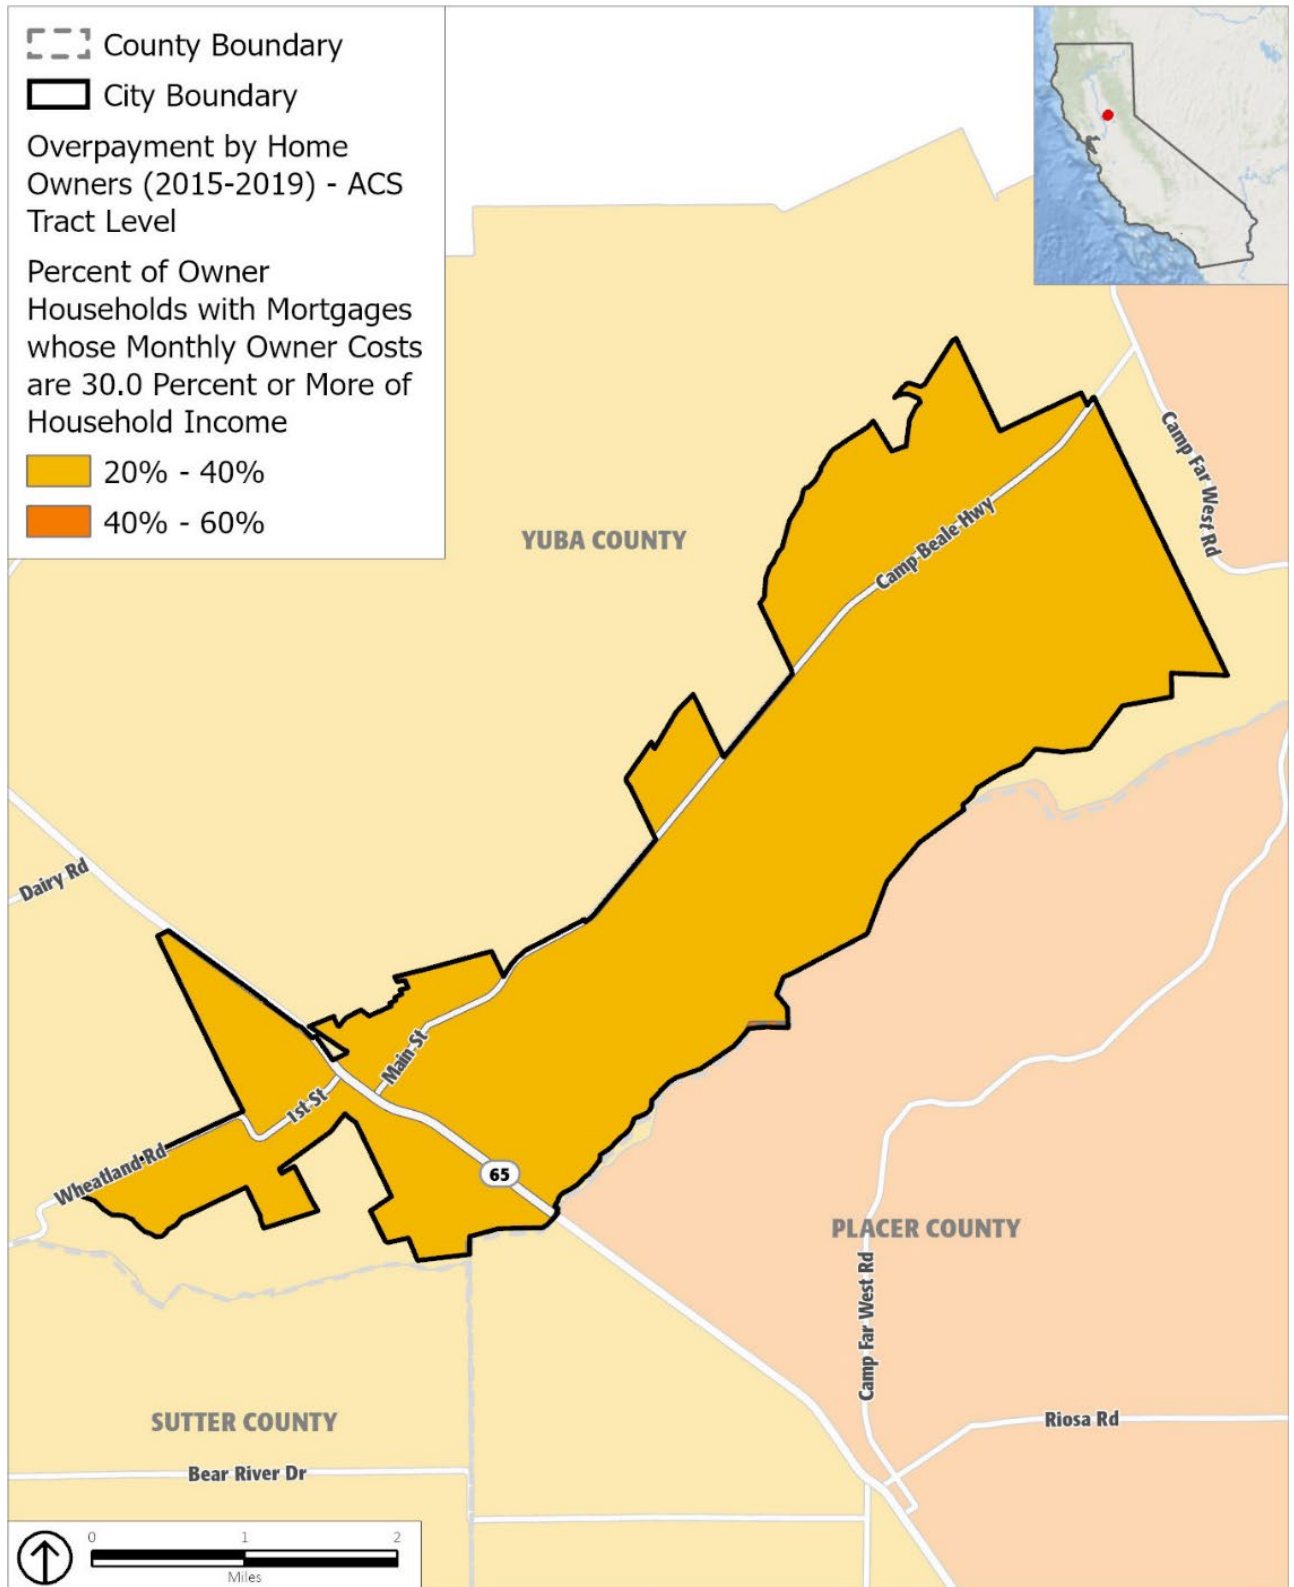 County Boundary
City Boundary
Overpayment by Home
Owners (2015-2019) - ACS
Tract Level
Percent of Owner
Households with Mortgages
whose Monthly Owner Costs
are 30.0 Percent or More of
Household Income
20% - 40%
40% - 60%
Camp Far West Rd
YUBA COUNTY
Camp Beale Hwy
Dairy Rd
Main St
1st St
Wheatland Rd
65
PLACER COUNTY
Camp Far West Rd
SUTTER COUNTY
Riosa Rd
Bear River Dr
0 1 2
Miles